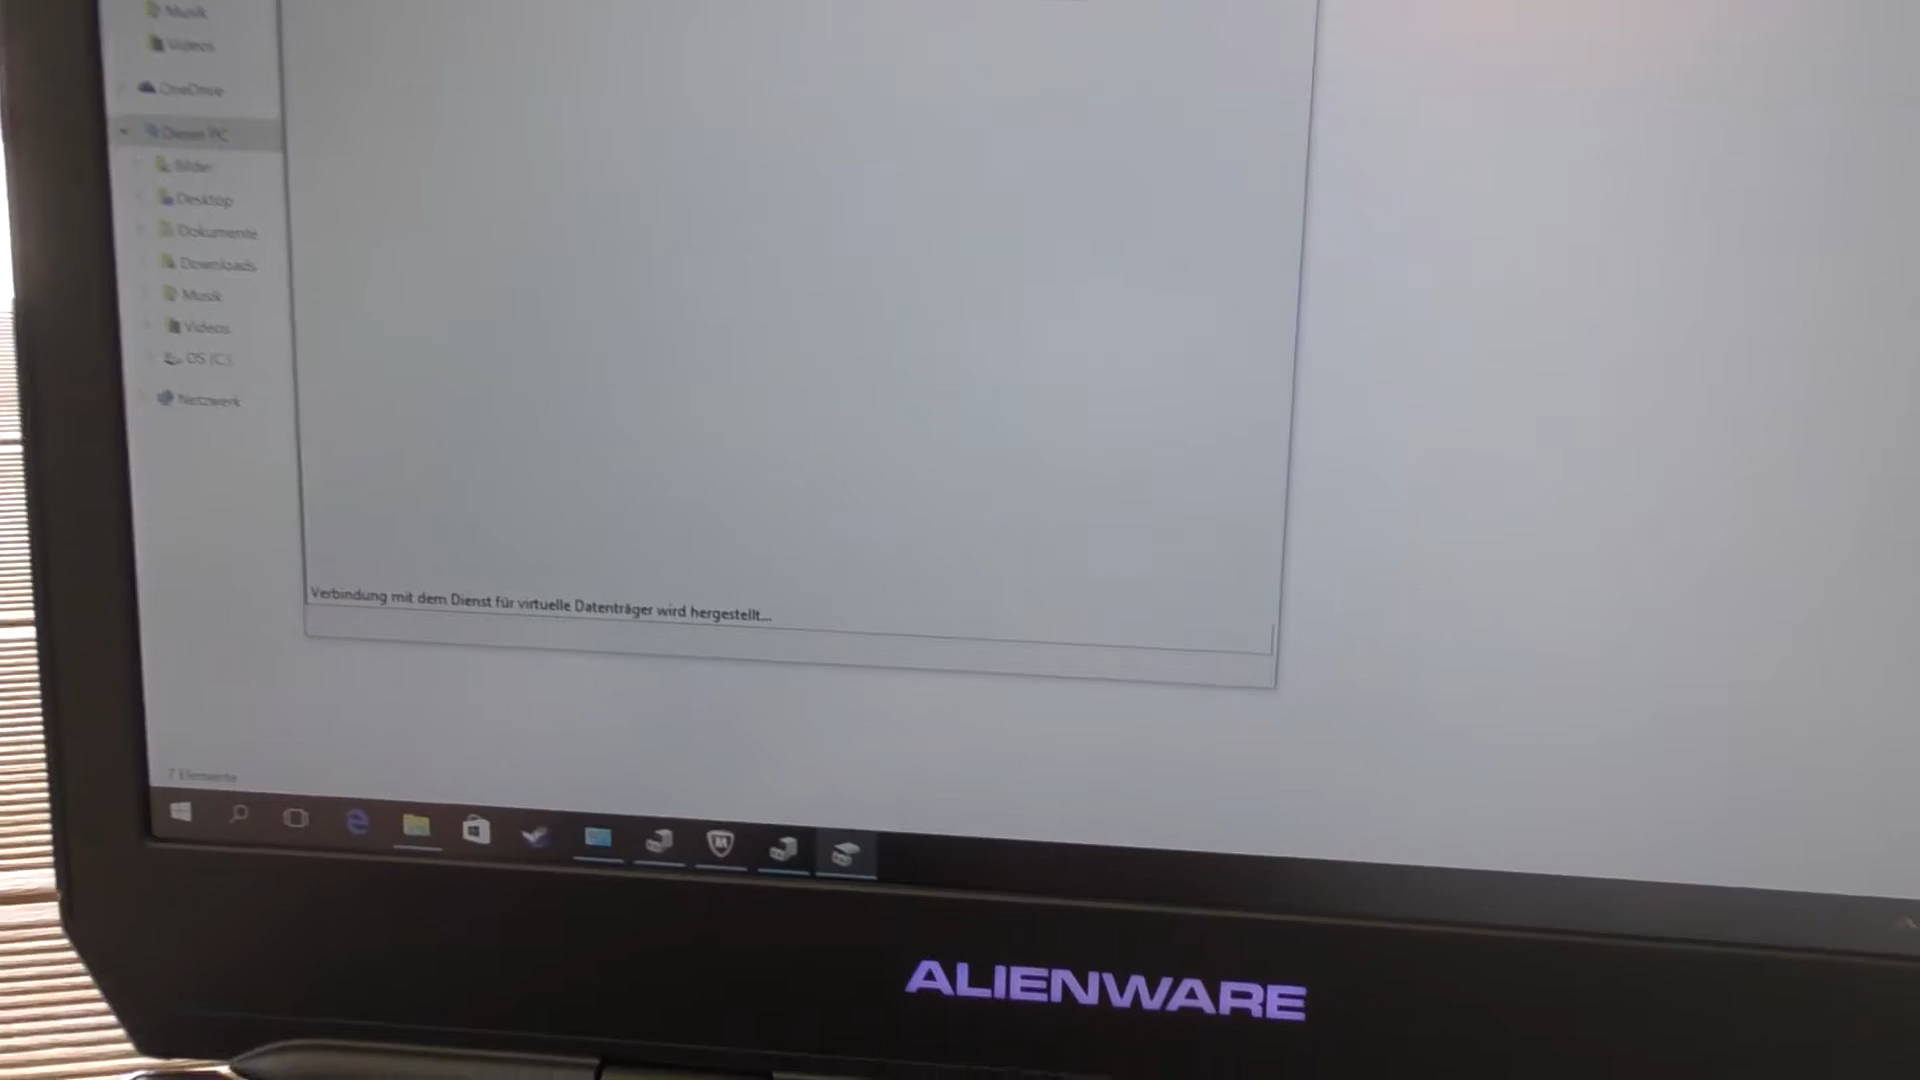 Musik
Videos
OneDrive
Dieser PC
Bilder
Desktop
Dokumente
Downloads
Musik
Videos
OS (C:)
Netzwerk
Verbindung mit dem Dienst für virtuelle Datenträger wird hergestellt...
7 Elemente
ALIENWARE